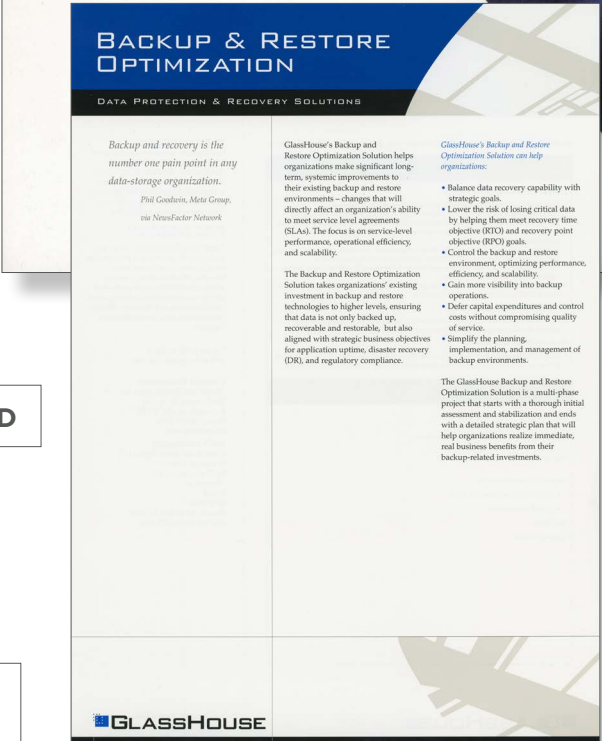 BACKUP & RESTORE
OPTIMIZATION
DATA PROTECTION & RECOVERY SOLUTIONS
Backup and recovery is the
number one pain point in any
data-storage organization.
Phil Goodwin, Meta Group,
via NewsFactor Network
GlassHouse's Backup and
Restore Optimization Solution helps
organizations make significant long-
term, systemic improvements to
their existing backup and restore
environments – changes that will
directly affect an organization's ability
to meet service level agreements
(SLAs). The focus is on service-level
performance, operational efficiency,
and scalability.
The Backup and Restore Optimization
Solution takes organizations' existing
investment in backup and restore
technologies to higher levels, ensuring
that data is not only backed up,
recoverable and restorable, but also
aligned with strategic business objectives
for application uptime, disaster recovery
(DR), and regulatory compliance.
GlassHouse's Backup and Restore
Optimization Solution can help
organizations:
• Balance data recovery capability with
strategic goals.
• Lower the risk of losing critical data
by helping them meet recovery time
objective (RTO) and recovery point
objective (RPO) goals.
• Control the backup and restore
environment, optimizing performance,
efficiency, and scalability.
• Gain more visibility into backup
operations.
• Defer capital expenditures and control
costs without compromising quality
of service.
• Simplify the planning,
implementation, and management of
backup environments.
The GlassHouse Backup and Restore
Optimization Solution is a multi-phase
project that starts with a thorough initial
assessment and stabilization and ends
with a detailed strategic plan that will
help organizations realize immediate,
real business benefits from their
backup-related investments.
D
GLASSHOUSE